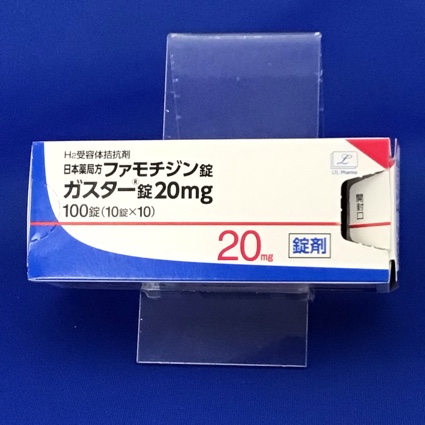 H₂受容体拮抗剤
日本薬局方 ファモチジン錠
ガスター®錠20mg
100錠(10錠×10)
20mg
錠剤
L
LTL Pharma
開封口